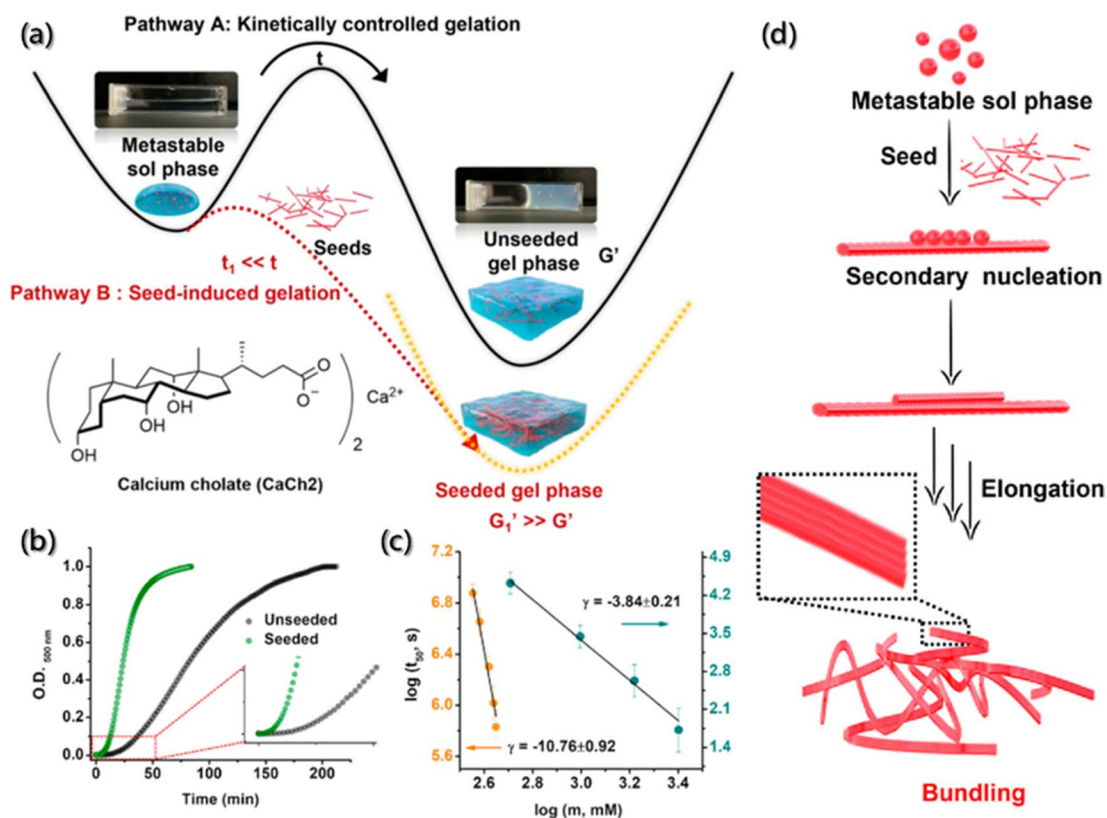 (a)
Pathway A: Kinetically controlled gelation
t
Metastable
sol phase
Seeds
t₁ << t
Pathway B : Seed-induced gelation
Unseeded
gel phase
G'
O
O⁻
Ca²⁺
OH
OH
OH
2
Calcium cholate (CaCh2)
Seeded gel phase
G₁' >> G'
(b)
1.0
0.8
0.6
0.4
0.2
0.0
O.D. 500 nm
Unseeded
Seeded
0
50
100
150
200
Time (min)
(c)
7.2
6.8
6.4
6.0
5.6
log (t₅₀, s)
γ = -3.84±0.21
γ = -10.76±0.92
4.9
4.2
3.5
2.8
2.1
1.4
2.6
2.8
3.0
3.2
3.4
log (m, mM)
(d)
Metastable sol phase
Seed
Secondary nucleation
Elongation
Bundling